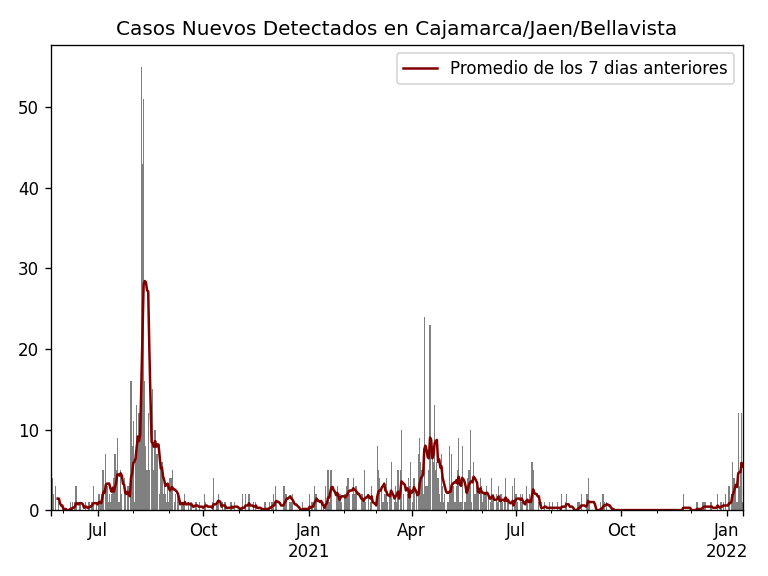 Casos Nuevos Detectados en Cajamarca/Jaen/Bellavista
Promedio de los 7 dias anteriores
50
40
30
20
10
0
Jul Oct Jan Apr Jul Oct Jan
2021 2022